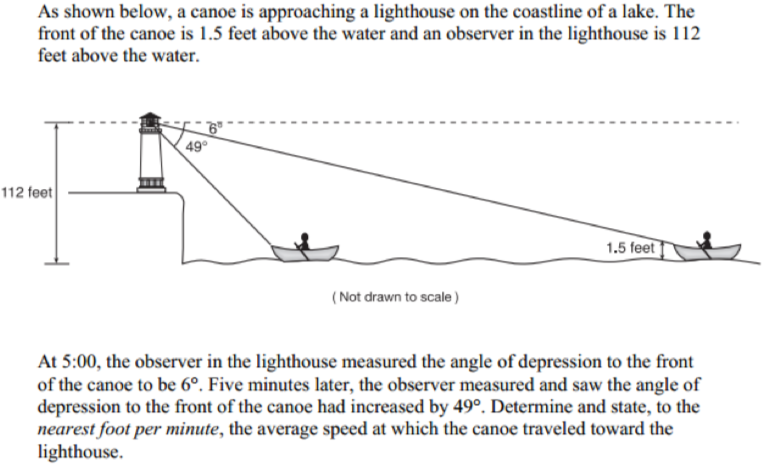 As shown below, a canoe is approaching a lighthouse on the coastline of a lake. The
front of the canoe is 1.5 feet above the water and an observer in the lighthouse is 112
feet above the water.
6°
49°
112 feet
1.5 feet
( Not drawn to scale )
At 5:00, the observer in the lighthouse measured the angle of depression to the front
of the canoe to be 6°. Five minutes later, the observer measured and saw the angle of
depression to the front of the canoe had increased by 49°. Determine and state, to the
nearest foot per minute, the average speed at which the canoe traveled toward the
lighthouse.